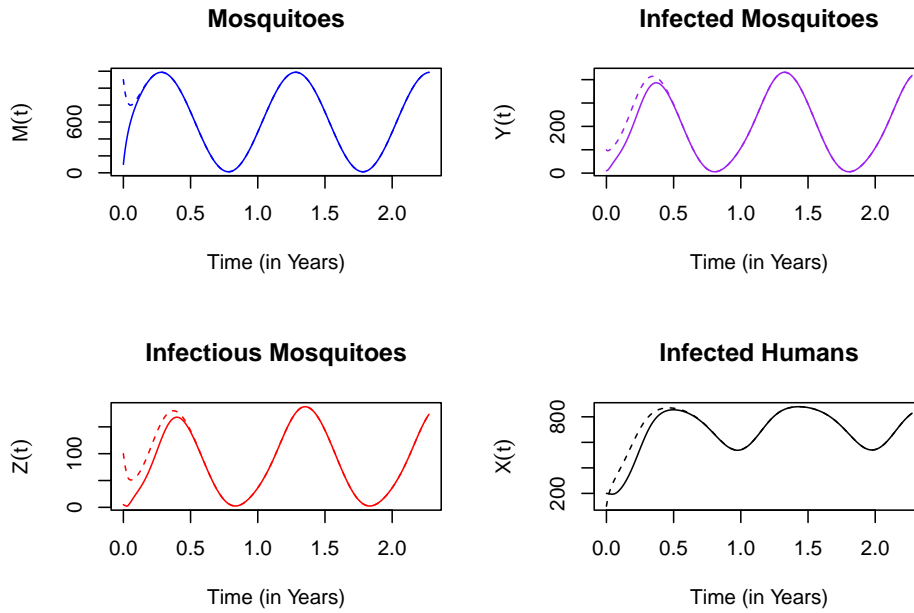 Mosquitoes
M(t)
0 600
0.0 0.5 1.0 1.5 2.0
Time (in Years)
Infected Mosquitoes
Y(t)
0 200
0.0 0.5 1.0 1.5 2.0
Time (in Years)
Infectious Mosquitoes
Z(t)
0 100
0.0 0.5 1.0 1.5 2.0
Time (in Years)
Infected Humans
X(t)
200 800
0.0 0.5 1.0 1.5 2.0
Time (in Years)